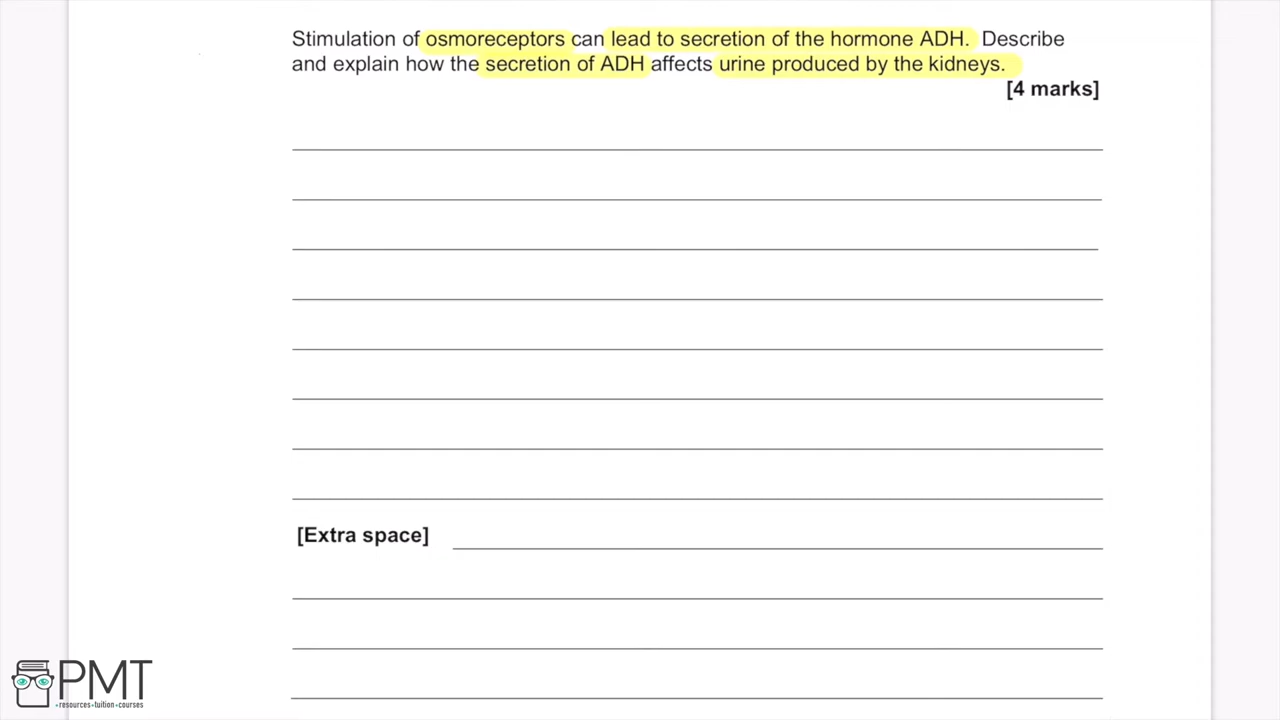 Stimulation of osmoreceptors can lead to secretion of the hormone ADH. Describe
and explain how the secretion of ADH affects urine produced by the kidneys.
[4 marks]
[Extra space]
PMT
resources•tuition•courses